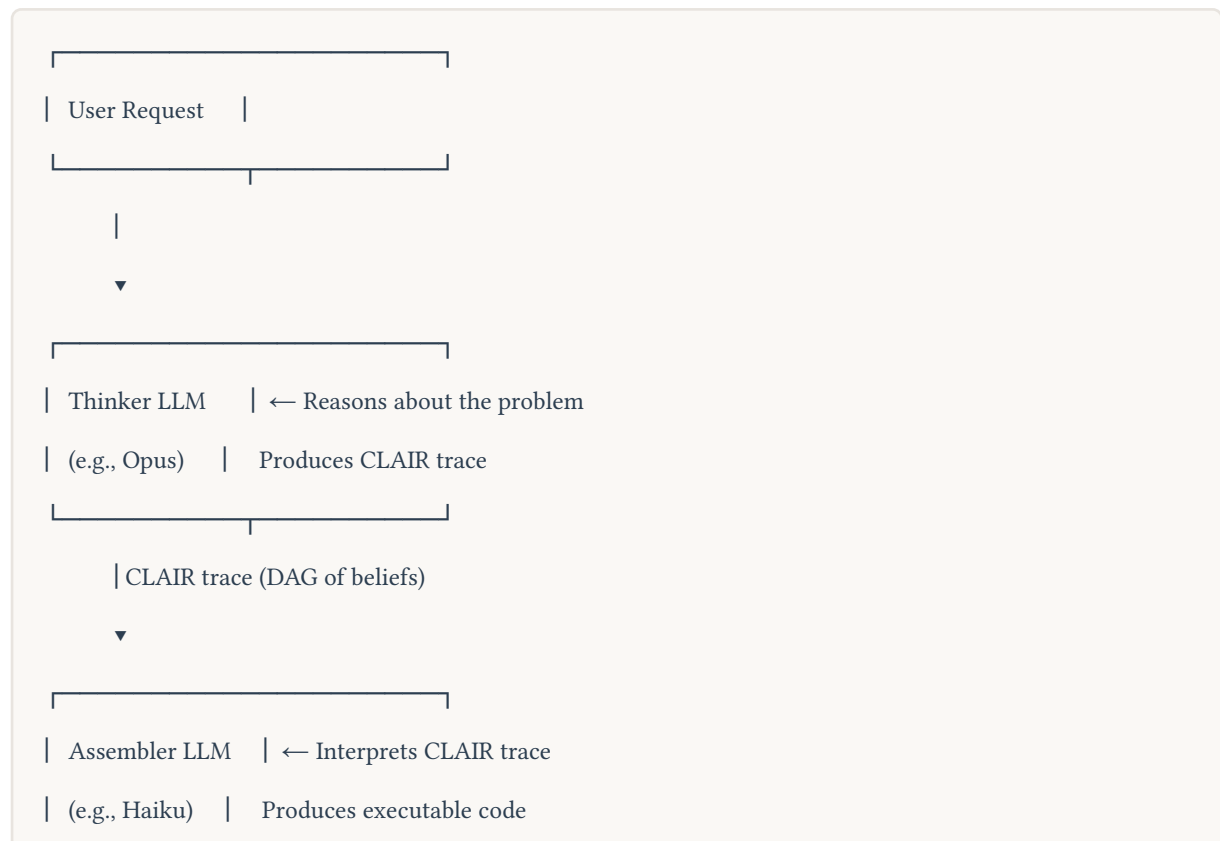 ┌─────────────────┐
│ User Request │
└────────┬────────┘
│
▼
┌─────────────────┐
│ Thinker LLM │ ← Reasons about the problem
│ (e.g., Opus) │ Produces CLAIR trace
└────────┬────────┘
│ CLAIR trace (DAG of beliefs)
▼
┌─────────────────┐
│ Assembler LLM │ ← Interprets CLAIR trace
│ (e.g., Haiku) │ Produces executable code